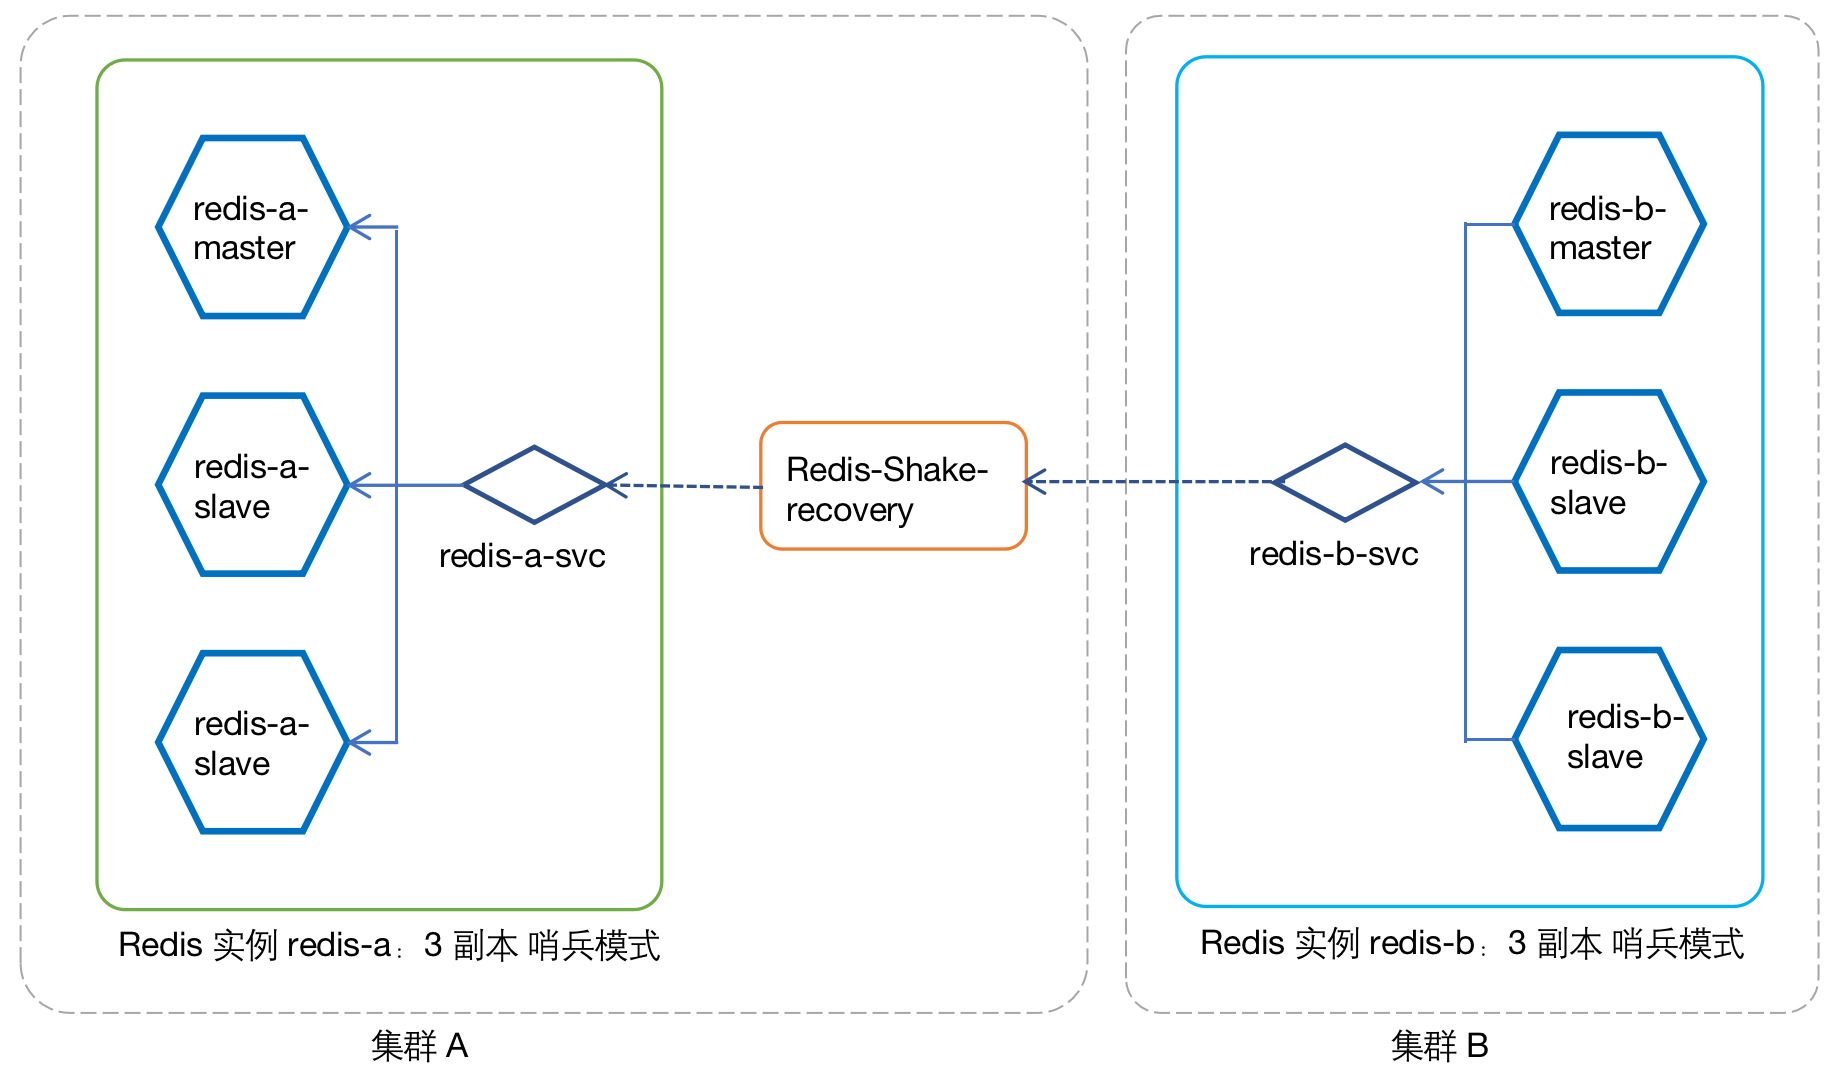 redis-a-
master
redis-a-
slave
redis-a-
slave
redis-a-svc
Redis 实例 redis-a：3 副本 哨兵模式
集群 A
Redis-Shake-
recovery
redis-b-svc
redis-b-
master
redis-b-
slave
redis-b-
slave
Redis 实例 redis-b：3 副本 哨兵模式
集群 B